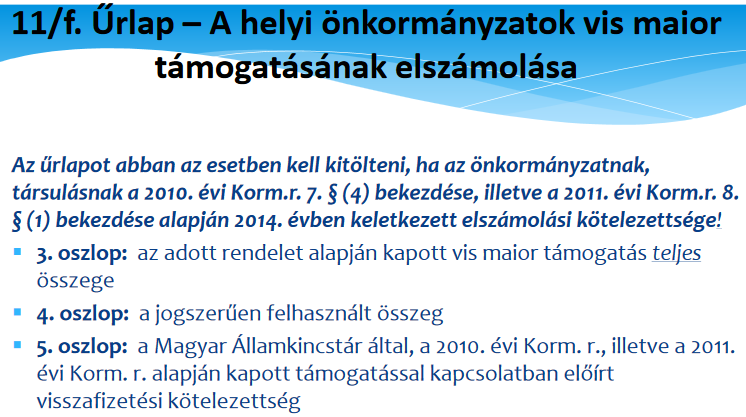 11/f. Űrlap – A helyi önkormányzatok vis maior
támogatásának elszámolása
Az űrlapot abban az esetben kell kitölteni, ha az önkormányzatnak,
társulásnak a 2010. évi Korm.r. 7. § (4) bekezdése, illetve a 2011. évi Korm.r. 8.
§ (1) bekezdése alapján 2014. évben keletkezett elszámolási kötelezettsége!
▪ 3. oszlop: az adott rendelet alapján kapott vis maior támogatás teljes
összege
▪ 4. oszlop: a jogszerűen felhasznált összeg
▪ 5. oszlop: a Magyar Államkincstár által, a 2010. évi Korm. r., illetve a 2011.
évi Korm. r. alapján kapott támogatással kapcsolatban előírt
visszafizetési kötelezettség